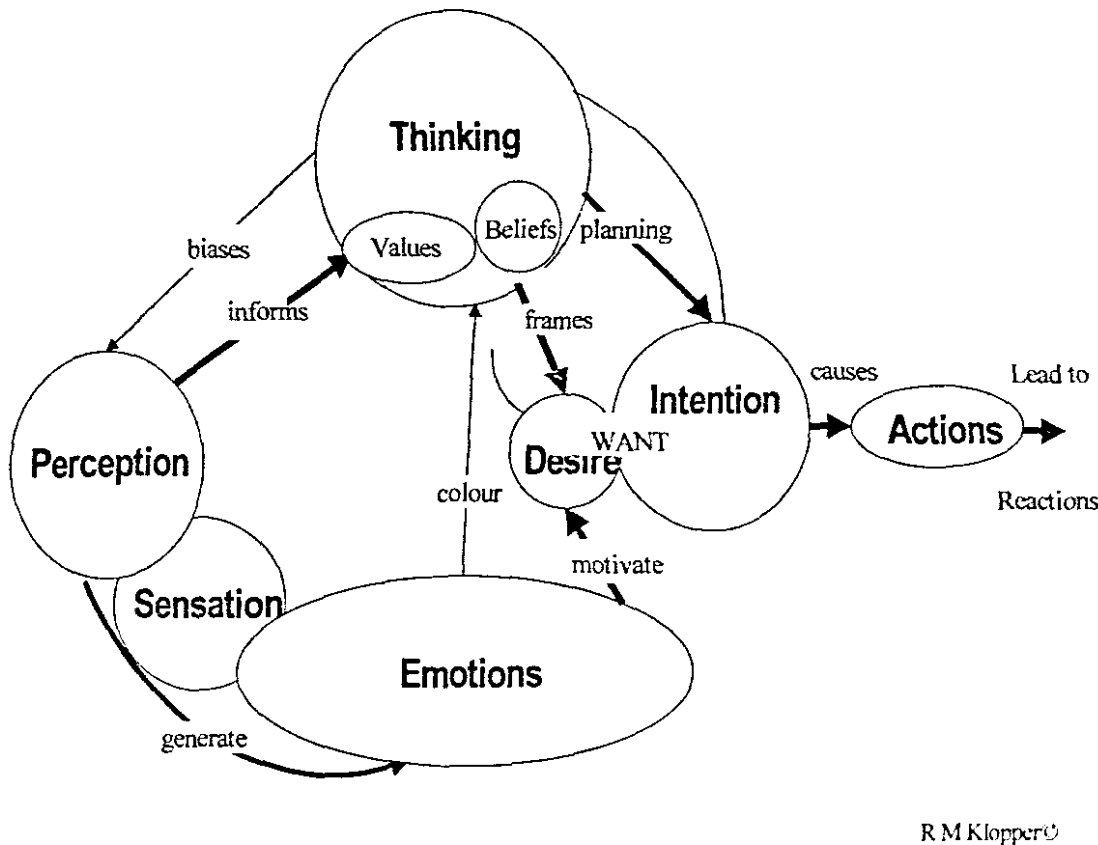 Thinking
Values
Beliefs
planning
biases
informs
frames
Perception
Intention
causes
Lead to
WANT
Desire
Actions
colour
Reactions
motivate
Sensation
Emotions
generate
R M Klopper©